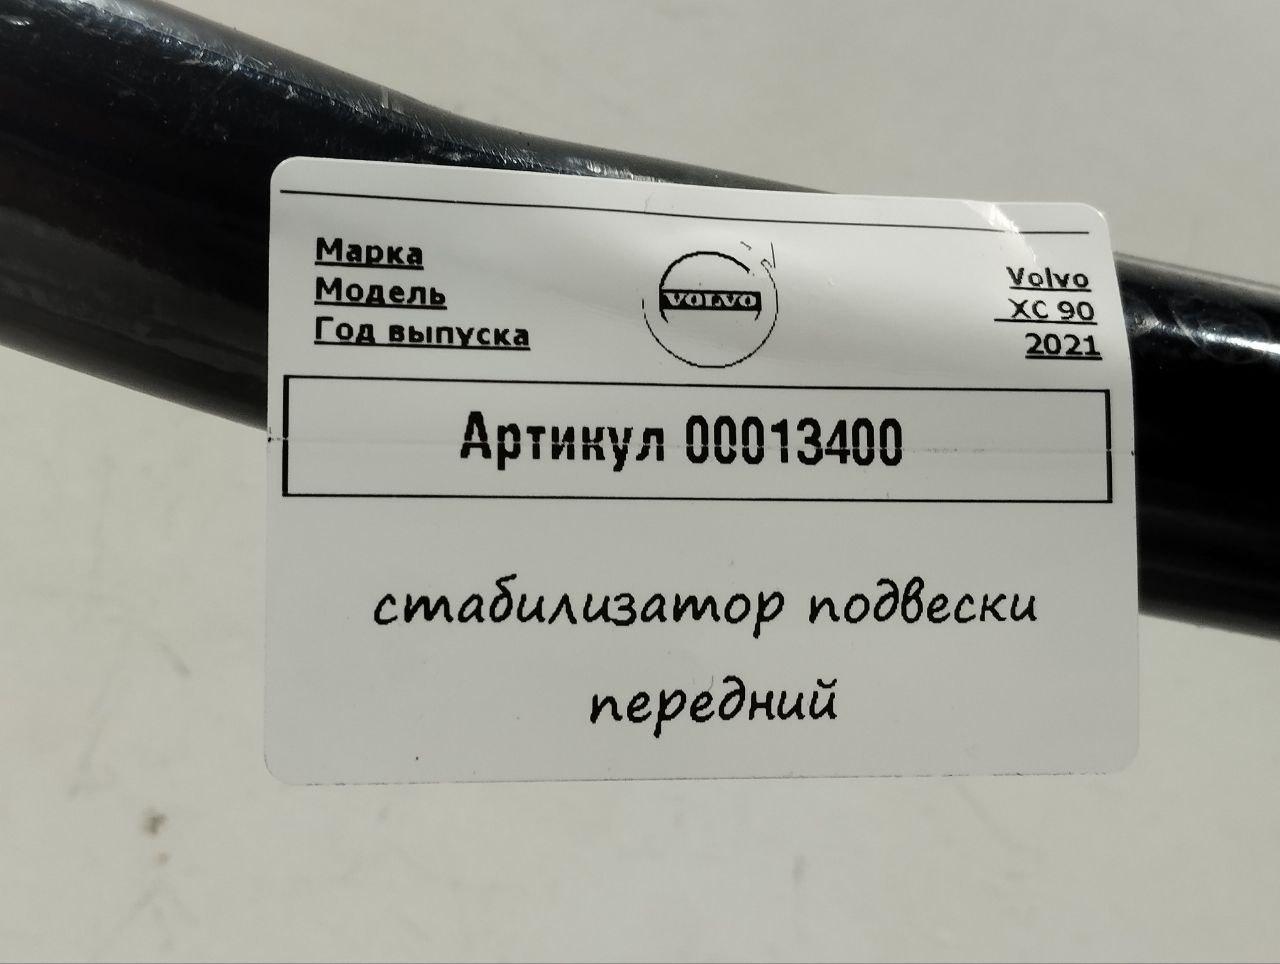 Марка
Модель
Год выпуска
VOLVO
Volvo
XC 90
2021
Артикул 00013400
стабилизатор подвески
передний